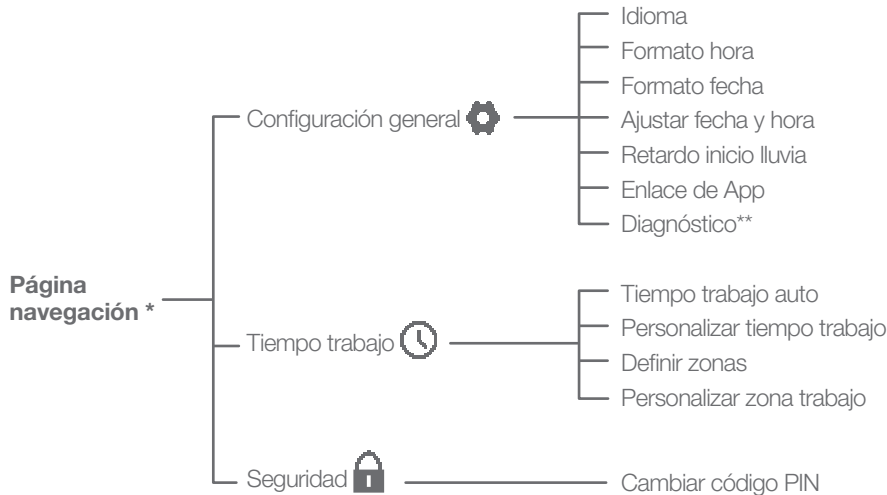 Página
navegación *
Configuración general
Idioma
Formato hora
Formato fecha
Ajustar fecha y hora
Retardo inicio lluvia
Enlace de App
Diagnóstico**
Tiempo trabajo
Tiempo trabajo auto
Personalizar tiempo trabajo
Definir zonas
Personalizar zona trabajo
Seguridad
Cambiar código PIN